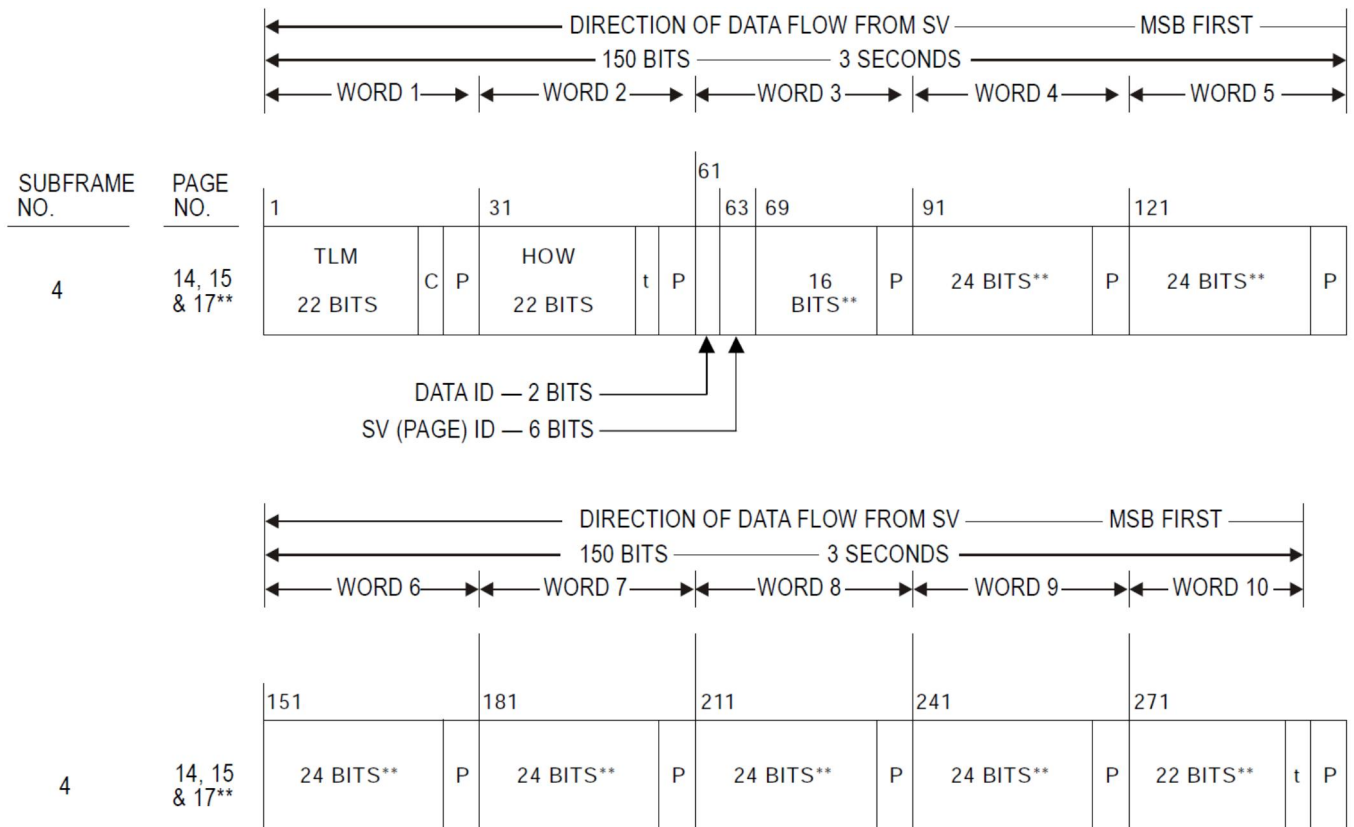 DIRECTION OF DATA FLOW FROM SV MSB FIRST
150 BITS 3 SECONDS
WORD 1 WORD 2 WORD 3 WORD 4 WORD 5
SUBFRAME NO. PAGE NO.
61
1 31 63 69 91 121
4 14, 15 & 17**
TLM 22 BITS C P HOW 22 BITS t P 16 BITS** P 24 BITS** P 24 BITS** P
DATA ID — 2 BITS
SV (PAGE) ID — 6 BITS
DIRECTION OF DATA FLOW FROM SV MSB FIRST
150 BITS 3 SECONDS
WORD 6 WORD 7 WORD 8 WORD 9 WORD 10
151 181 211 241 271
4 14, 15 & 17**
24 BITS** P 24 BITS** P 24 BITS** P 24 BITS** P 22 BITS** t P